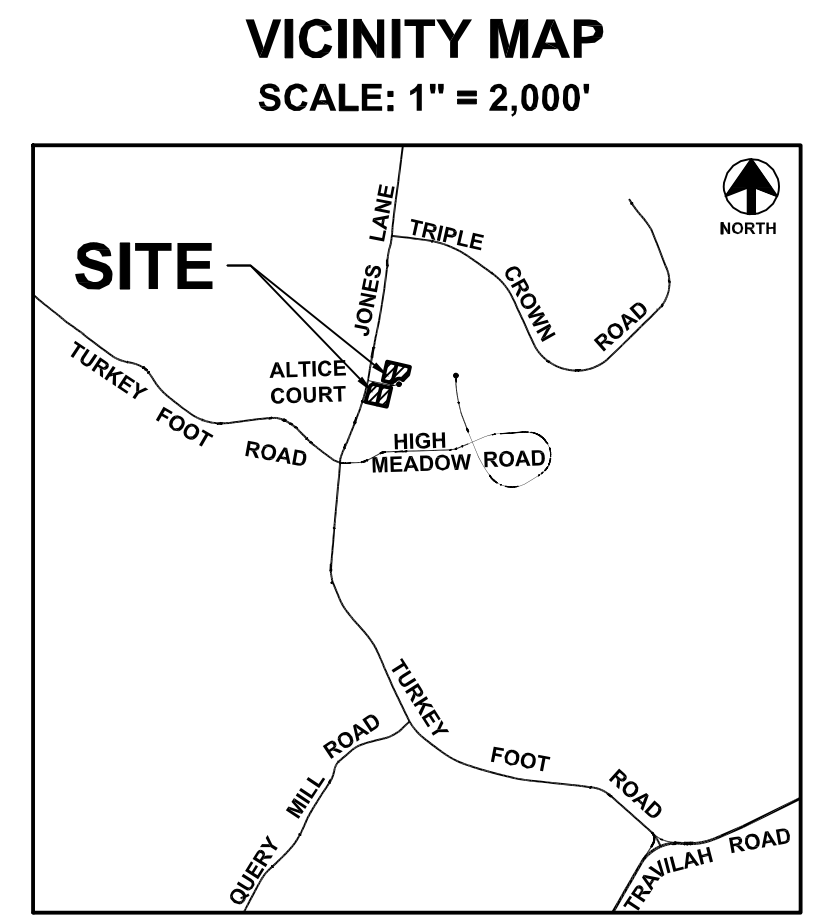 VICINITY MAP
SCALE: 1" = 2,000'
NORTH
JONES LANE
TRIPLE CROWN ROAD
SITE
TURKEY FOOT ROAD
ALTICE
COURT
HIGH
MEADOW ROAD
TURKEY FOOT ROAD
QUERY MILL ROAD
TRAVILAH ROAD